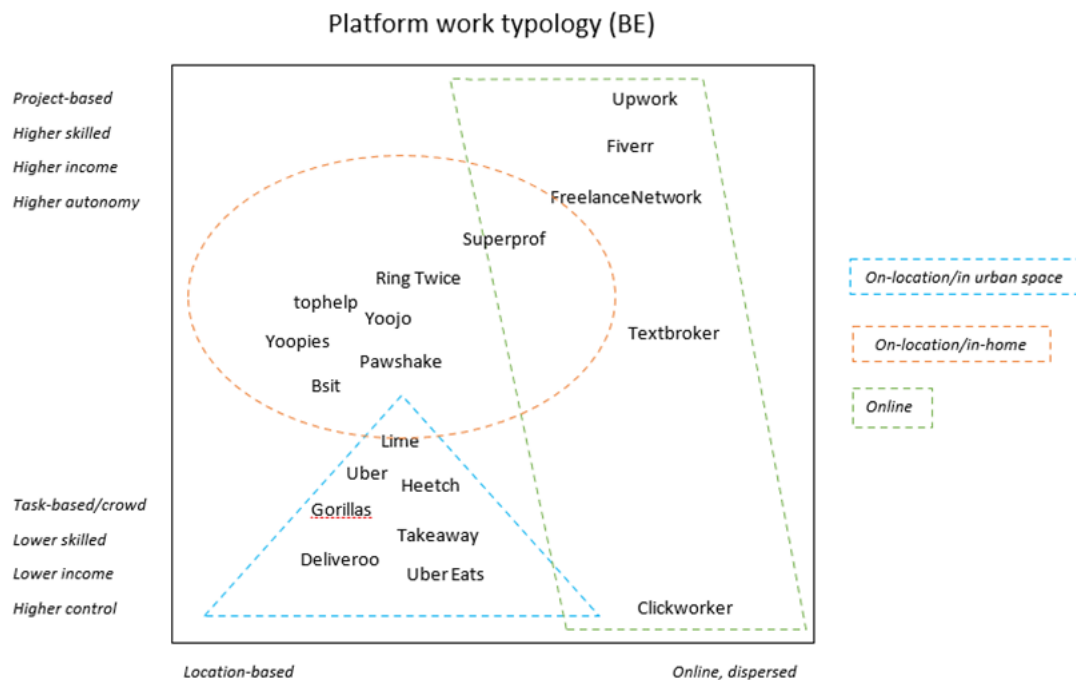 Platform work typology (BE)
Project-based
Higher skilled
Higher income
Higher autonomy
Task-based/crowd
Lower skilled
Lower income
Higher control
Upwork
Fiverr
FreelanceNetwork
Superprof
Ring Twice
tophelp
Yoojo
Yoopies
Pawshake
Bsit
Textbroker
Lime
Uber
Heetch
Gorillas
Takeaway
Deliveroo
Uber Eats
Clickworker
On-location/in urban space
On-location/in-home
Online
Location-based
Online, dispersed